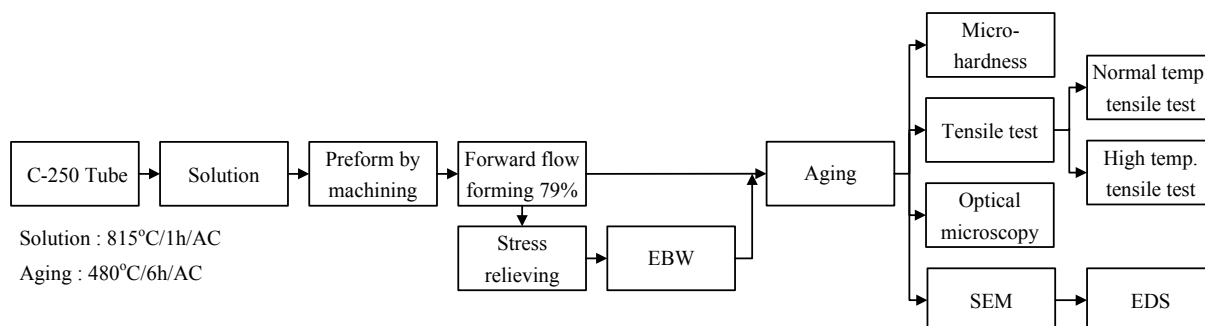 C-250 Tube
Solution
Preform by
machining
Forward flow
forming 79%
Stress
relieving
EBW
Aging
Micro-
hardness
Tensile test
Normal temp
tensile test
High temp.
tensile test
Optical
microscopy
SEM
EDS
Solution : 815°C/1h/AC
Aging : 480°C/6h/AC